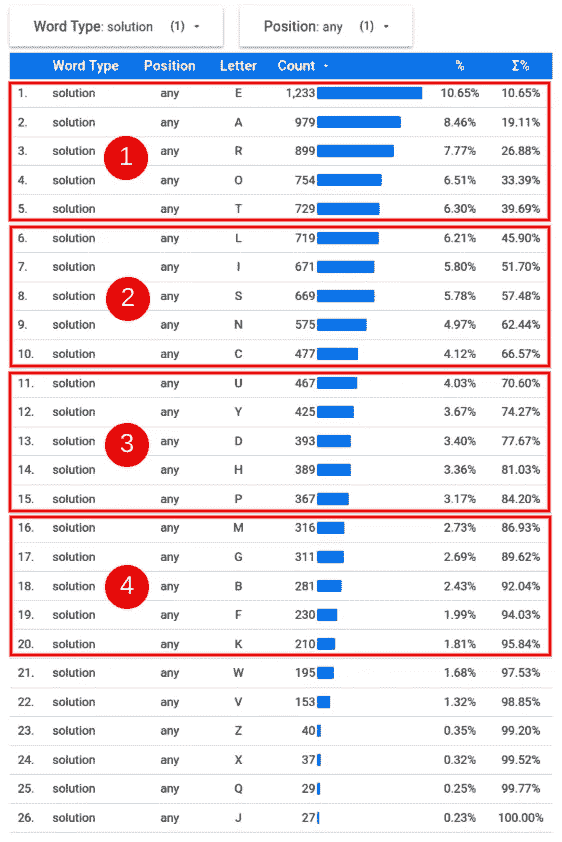 Word Type: solution (1) Position: any (1)
Word Type Position Letter Count % Σ%
1. solution any E 1,233 10.65% 10.65%
2. solution any A 979 8.46% 19.11%
3. solution any R 899 7.77% 26.88%
1
4. solution any O 754 6.51% 33.39%
5. solution any T 729 6.30% 39.69%
6. solution any L 719 6.21% 45.90%
7. solution any I 671 5.80% 51.70%
8. solution any S 669 5.78% 57.48%
2
9. solution any N 575 4.97% 62.44%
10. solution any C 477 4.12% 66.57%
11. solution any U 467 4.03% 70.60%
12. solution any Y 425 3.67% 74.27%
13. solution any D 393 3.40% 77.67%
3
14. solution any H 389 3.36% 81.03%
15. solution any P 367 3.17% 84.20%
16. solution any M 316 2.73% 86.93%
17. solution any G 311 2.69% 89.62%
18. solution any B 281 2.43% 92.04%
4
19. solution any F 230 1.99% 94.03%
20. solution any K 210 1.81% 95.84%
21. solution any W 195 1.68% 97.53%
22. solution any V 153 1.32% 98.85%
23. solution any Z 40 0.35% 99.20%
24. solution any X 37 0.32% 99.52%
25. solution any Q 29 0.25% 99.77%
26. solution any J 27 0.23% 100.00%